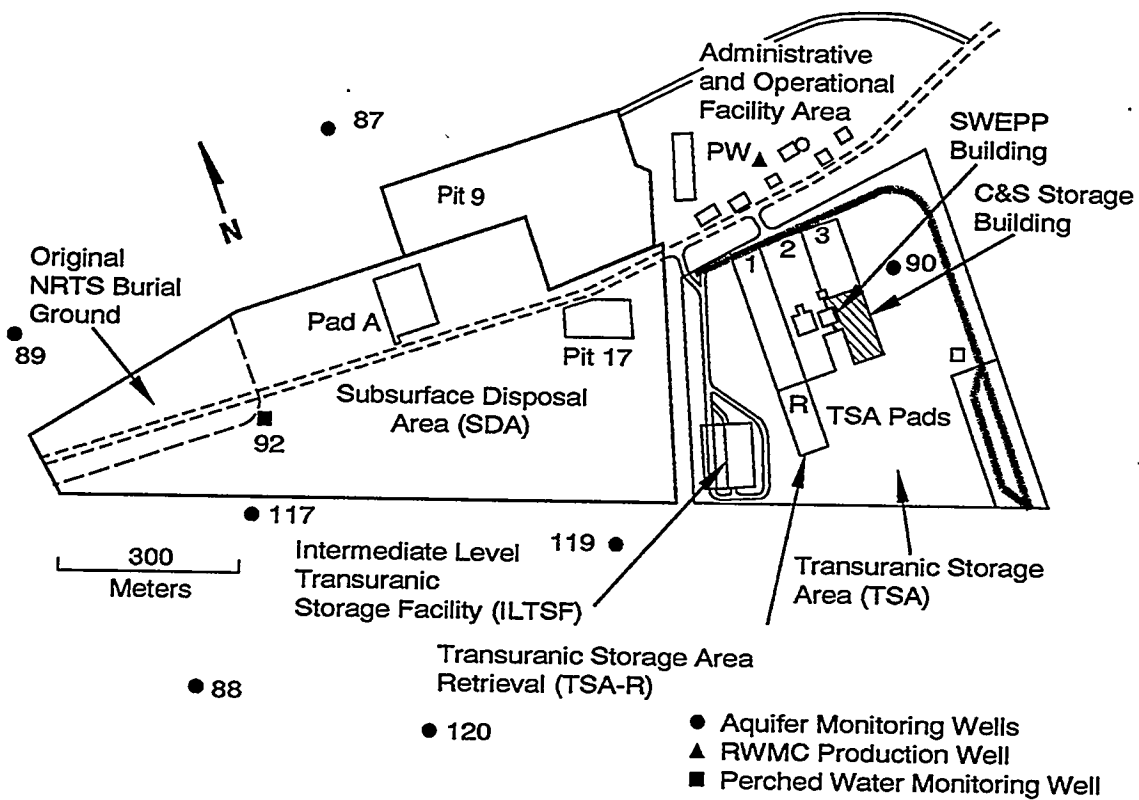 Administrative
and Operational
Facility Area
87
SWEPP
Building
PW
C&S Storage
Building
Pit 9
N
1
2
3
90
Original
NRTS Burial
Ground
89
Pad A
Pit 17
Subsurface Disposal
Area (SDA)
R
TSA Pads
92
117
119
300
Meters
Intermediate Level
Transuranic
Storage Facility (ILTSF)
Transuranic Storage
Area (TSA)
Transuranic Storage Area
Retrieval (TSA-R)
88
120
Aquifer Monitoring Wells
RWMC Production Well
Perched Water Monitoring Well